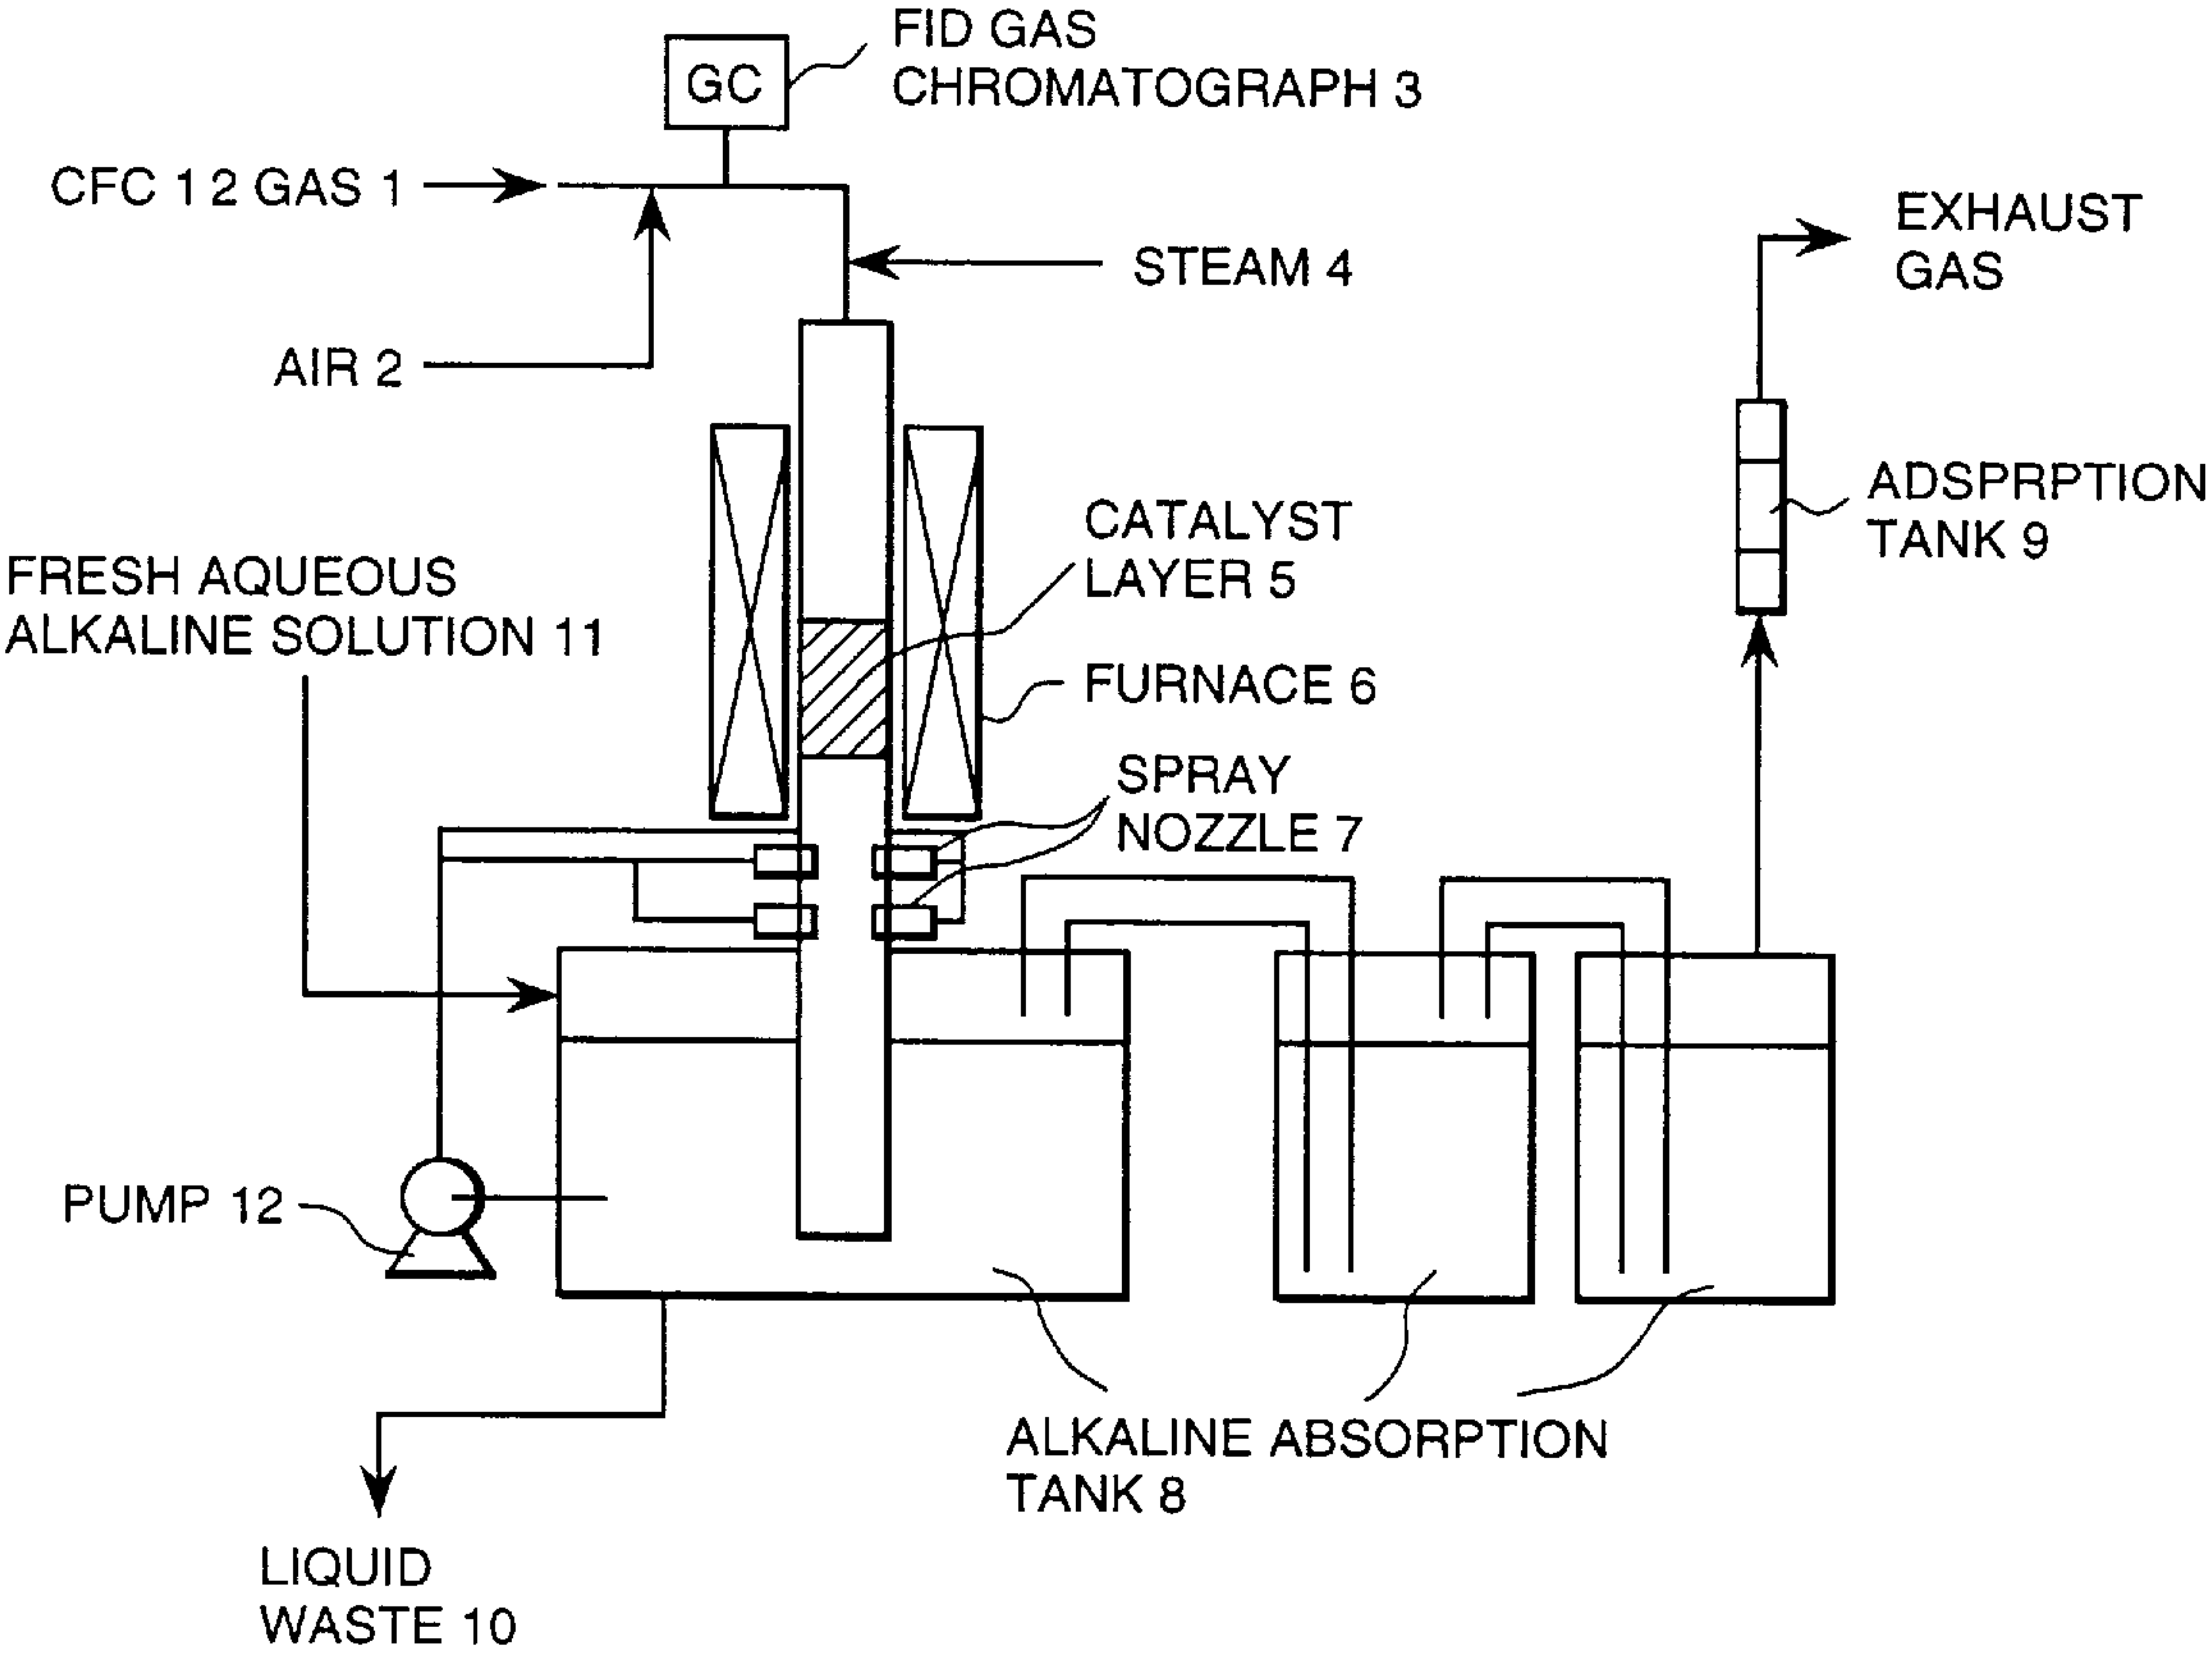 FID GAS
CHROMATOGRAPH 3
GC
CFC 1 2 GAS 1
EXHAUST
GAS
STEAM 4
AIR 2
ADSPRPTION
TANK 9
CATALYST
LAYER 5
FRESH AQUEOUS
ALKALINE SOLUTION 11
FURNACE 6
SPRAY
NOZZLE 7
PUMP 12
ALKALINE ABSORPTION
TANK 8
LIQUID
WASTE 10